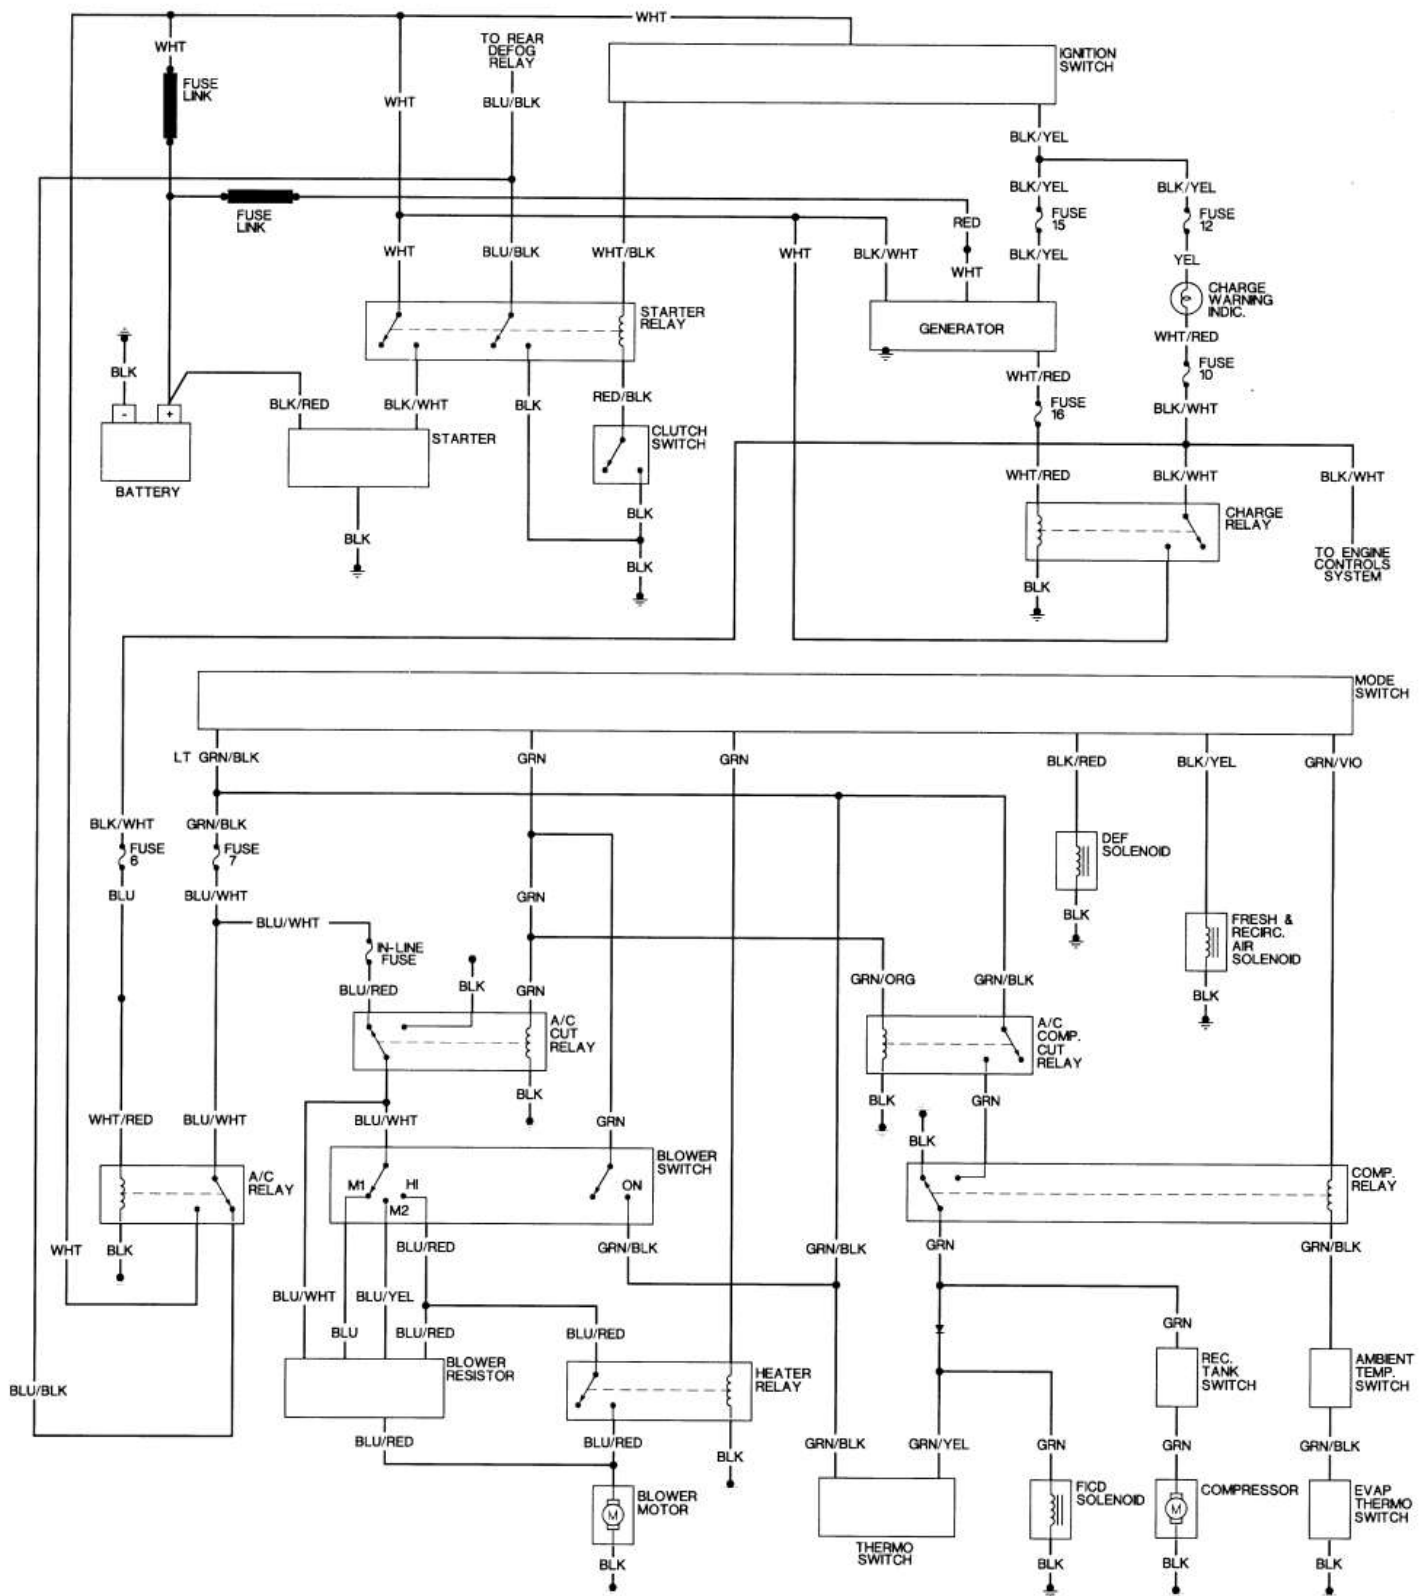 WHT
TO REAR
DEFOG
RELAY
IGNITION
SWITCH
WHT
FUSE
LINK
WHT
BLU/BLK
BLK/YEL
BLK/YEL
BLK/YEL
FUSE
LINK
RED
FUSE
15
FUSE
12
WHT
BLU/BLK
WHT/BLK
WHT
BLK/WHT
WHT
BLK/YEL
YEL
CHARGE
WARNING
INDIC.
STARTER
RELAY
GENERATOR
WHT/RED
BLK
WHT/RED
FUSE
10
BLK/RED
BLK/WHT
BLK
RED/BLK
FUSE
16
BLK/WHT
- +
STARTER
CLUTCH
SWITCH
BATTERY
WHT/RED
BLK/WHT
BLK/WHT
BLK
BLK
CHARGE
RELAY
BLK
BLK
TO ENGINE
CONTROLS
SYSTEM
MODE
SWITCH
LT GRN/BLK
GRN
GRN
BLK/RED
BLK/YEL
GRN/VIO
BLK/WHT
GRN/BLK
FUSE
6
FUSE
7
DEF
SOLENOID
BLU
BLU/WHT
GRN
BLK
BLU/WHT
FRESH &
RECIRC.
AIR
SOLENOID
IN-LINE
FUSE
BLU/RED
BLK
GRN
GRN/ORG
GRN/BLK
BLK
A/C
CUT
RELAY
A/C
COMP.
CUT
RELAY
BLK
BLK
GRN
WHT/RED
BLU/WHT
BLU/WHT
GRN
BLK
BLOWER
SWITCH
A/C
RELAY
M1
HI
M2
ON
COMP.
RELAY
WHT
BLK
BLU/RED
GRN/BLK
GRN/BLK
GRN
GRN/BLK
BLU/WHT
BLU/YEL
BLU
BLU/RED
BLU/RED
GRN
BLOWER
RESISTOR
HEATER
RELAY
REC.
TANK
SWITCH
AMBIENT
TEMP.
SWITCH
BLU/BLK
BLU/RED
BLU/RED
BLK
GRN/BLK
GRN/YEL
GRN
GRN
GRN/BLK
BLOWER
MOTOR
M
FICD
SOLENOID
COMPRESSOR
M
EVAP
THERMO
SWITCH
THERMO
SWITCH
BLK
BLK
BLK
BLK